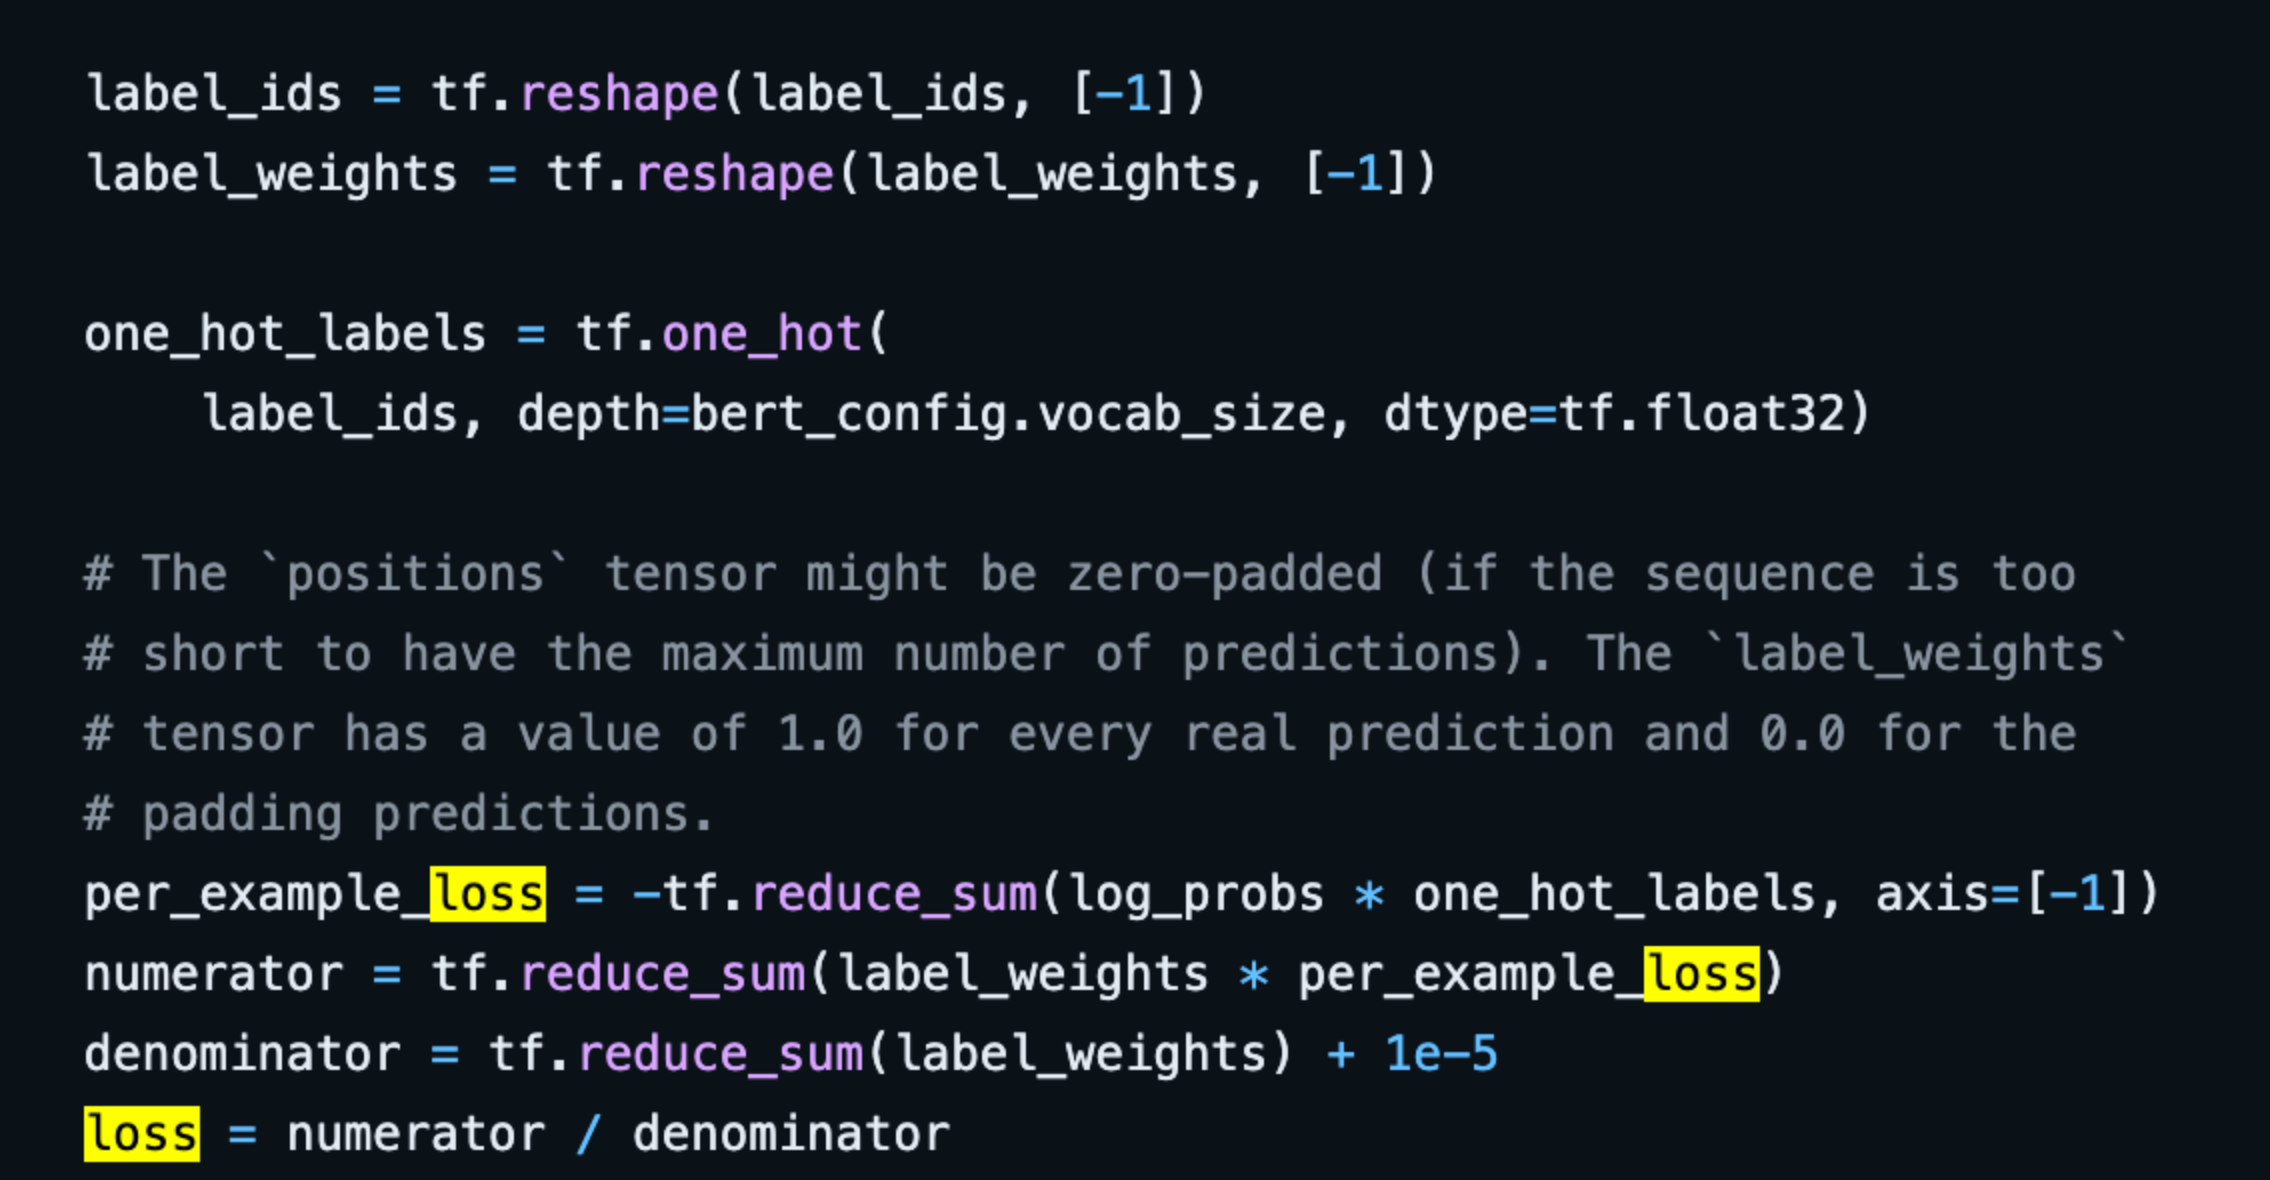 label_ids = tf.reshape(label_ids, [-1])
label_weights = tf.reshape(label_weights, [-1])
one_hot_labels = tf.one_hot(
label_ids, depth=bert_config.vocab_size, dtype=tf.float32)
# The `positions` tensor might be zero-padded (if the sequence is too
# short to have the maximum number of predictions). The `label_weights`
# tensor has a value of 1.0 for every real prediction and 0.0 for the
# padding predictions.
per_example_loss = -tf.reduce_sum(log_probs * one_hot_labels, axis=[-1])
numerator = tf.reduce_sum(label_weights * per_example_loss)
denominator = tf.reduce_sum(label_weights) + 1e-5
loss = numerator / denominator